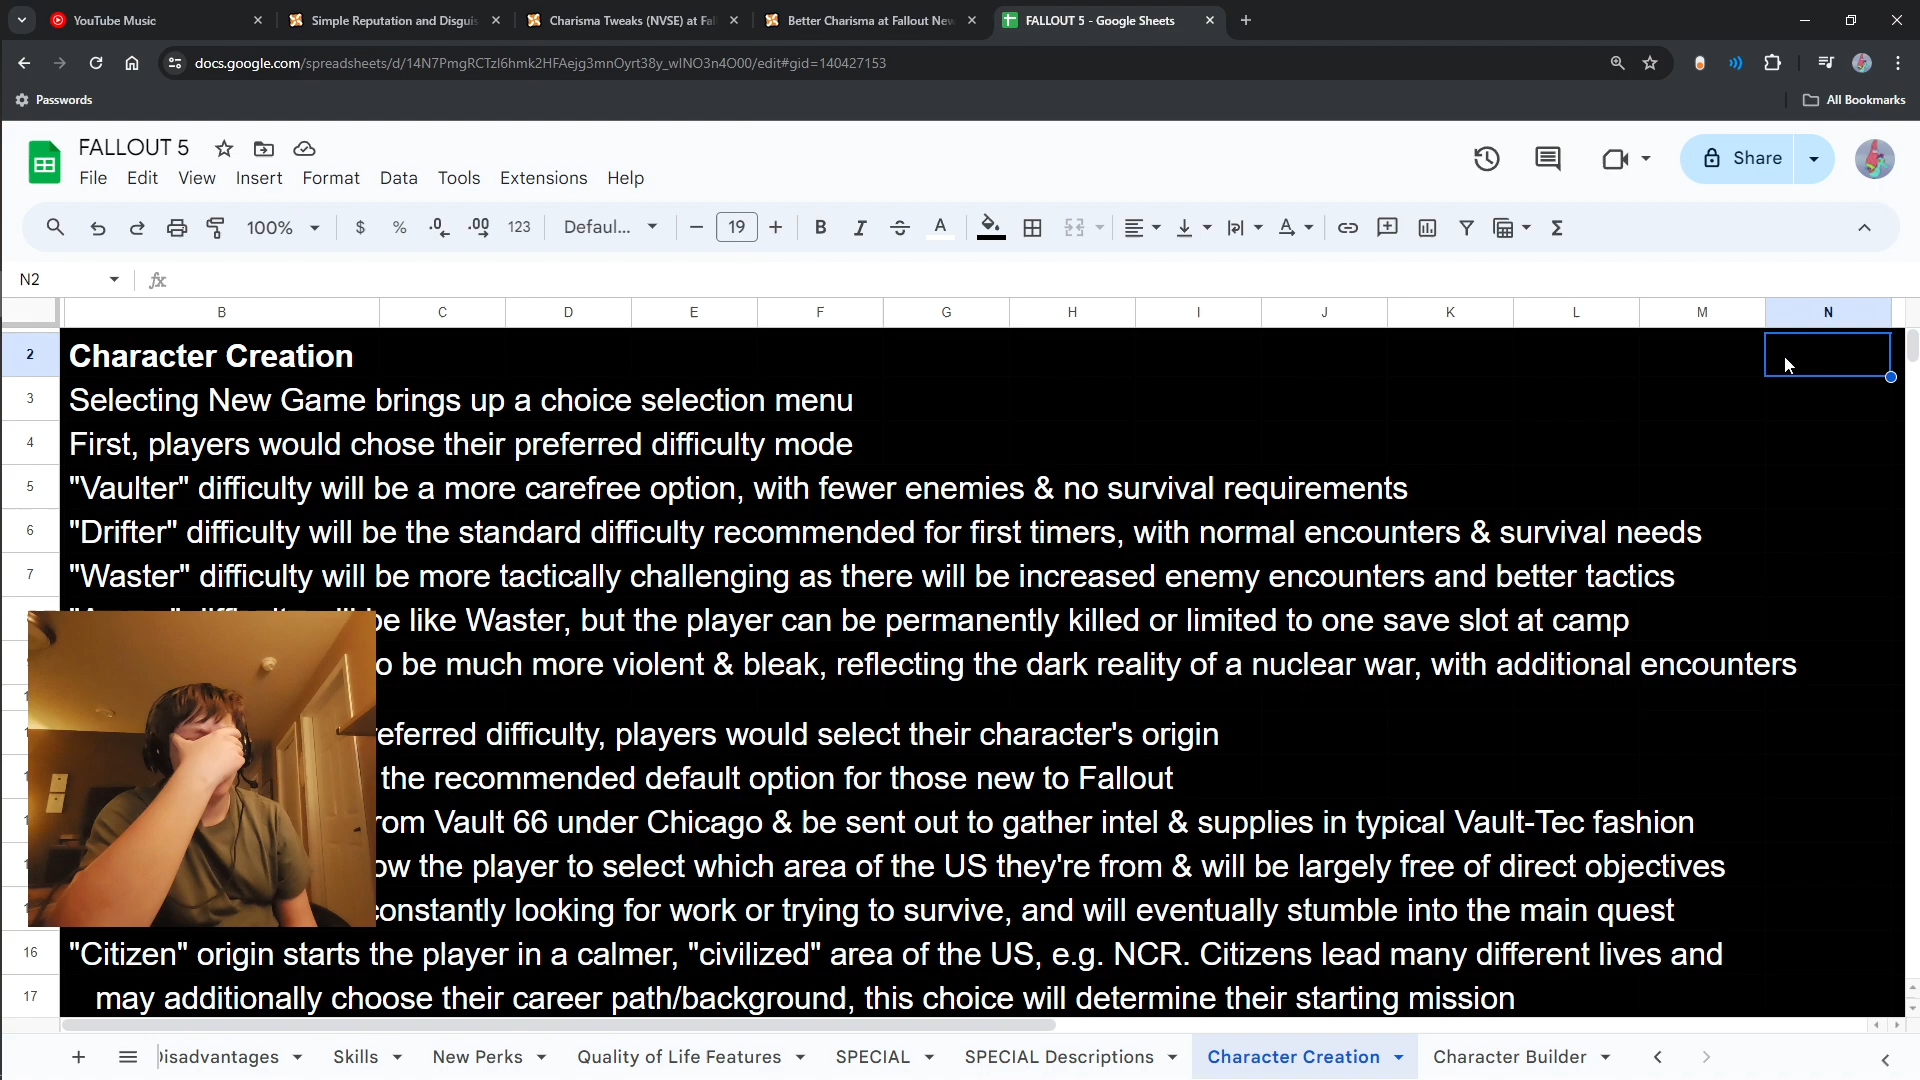 YouTube Music
Simple Reputation and Disguis
Charisma Tweaks (NVSE) at Fal
Better Charisma at Fallout New
FALLOUT 5 - Google Sheets
docs.google.com/spreadsheets/d/14N7PmgRCTzl6hmk2HFAejg3mnOyrt38y_wINO3n4O00/edit#gid=140427153
Passwords
All Bookmarks
FALLOUT 5
Share
File Edit View Insert Format Data Tools Extensions Help
100% $ % .0 .00 123 Defaul... 19 B I A
N2 fx
B C D E F G H I J K L M N
2 Character Creation
3 Selecting New Game brings up a choice selection menu
4 First, players would chose their preferred difficulty mode
5 "Vaulter" difficulty will be a more carefree option, with fewer enemies & no survival requirements
6 "Drifter" difficulty will be the standard difficulty recommended for first timers, with normal encounters & survival needs
7 "Waster" difficulty will be more tactically challenging as there will be increased enemy encounters and better tactics
be like Waster, but the player can be permanently killed or limited to one save slot at camp
o be much more violent & bleak, reflecting the dark reality of a nuclear war, with additional encounters
eferred difficulty, players would select their character's origin
the recommended default option for those new to Fallout
rom Vault 66 under Chicago & be sent out to gather intel & supplies in typical Vault-Tec fashion
ow the player to select which area of the US they're from & will be largely free of direct objectives
constantly looking for work or trying to survive, and will eventually stumble into the main quest
16 "Citizen" origin starts the player in a calmer, "civilized" area of the US, e.g. NCR. Citizens lead many different lives and
17 may additionally choose their career path/background, this choice will determine their starting mission
isadvantages Skills New Perks Quality of Life Features SPECIAL SPECIAL Descriptions Character Creation Character Builder